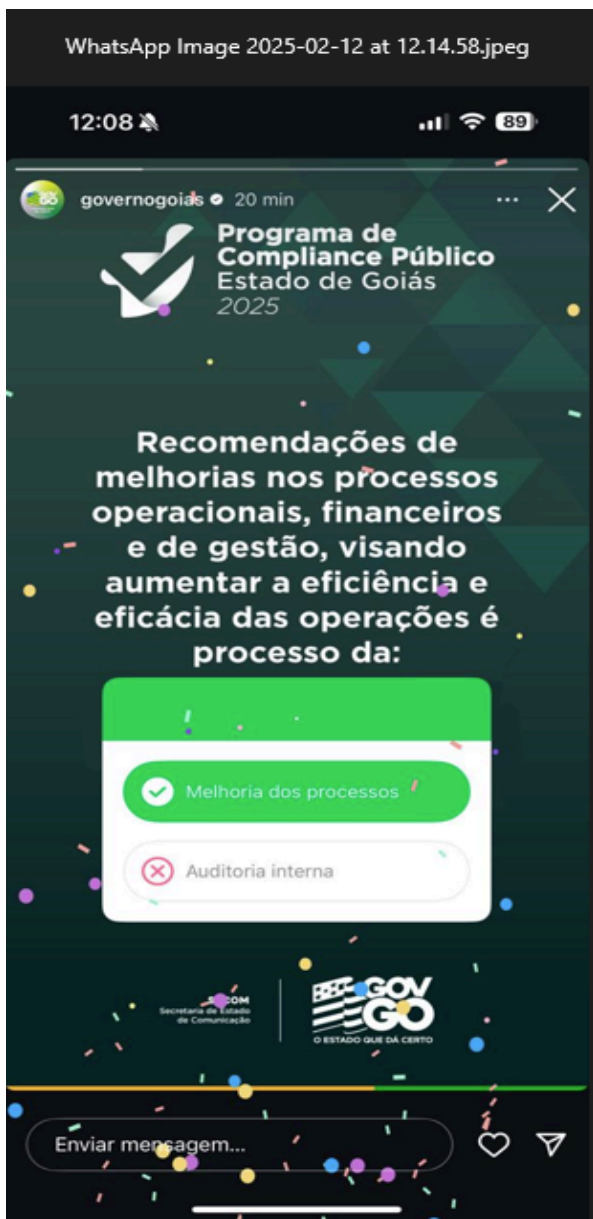 WhatsApp Image 2025-02-12 at 12.14.58.jpeg
12:08
89
governogoias 20 min
Programa de
Compliance Público
Estado de Goiás
2025
Recomendações de
melhorias nos processos
operacionais, financeiros
e de gestão, visando
aumentar a eficiência e
eficácia das operações é
processo da:
Melhoria dos processos
Auditoria interna
Secretaria de Estado
de Comunicação
GOV
GO
O ESTADO QUE DÁ CERTO
Enviar mensagem...